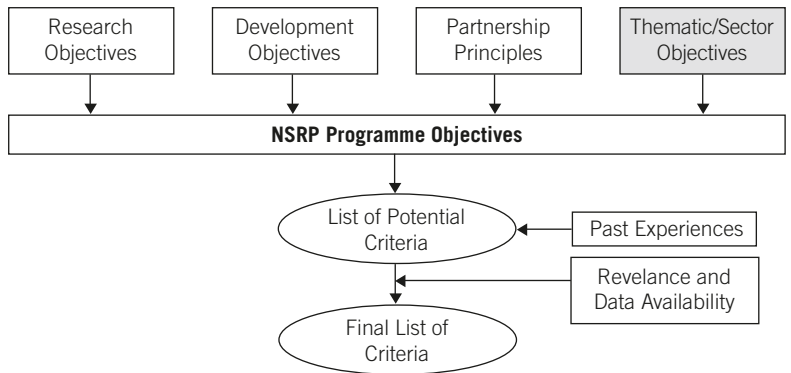 Research
Objectives
Development
Objectives
Partnership
Principles
Thematic/Sector
Objectives
NSRP Programme Objectives
List of Potential
Criteria
Past Experiences
Revelance and
Data Availability
Final List of
Criteria